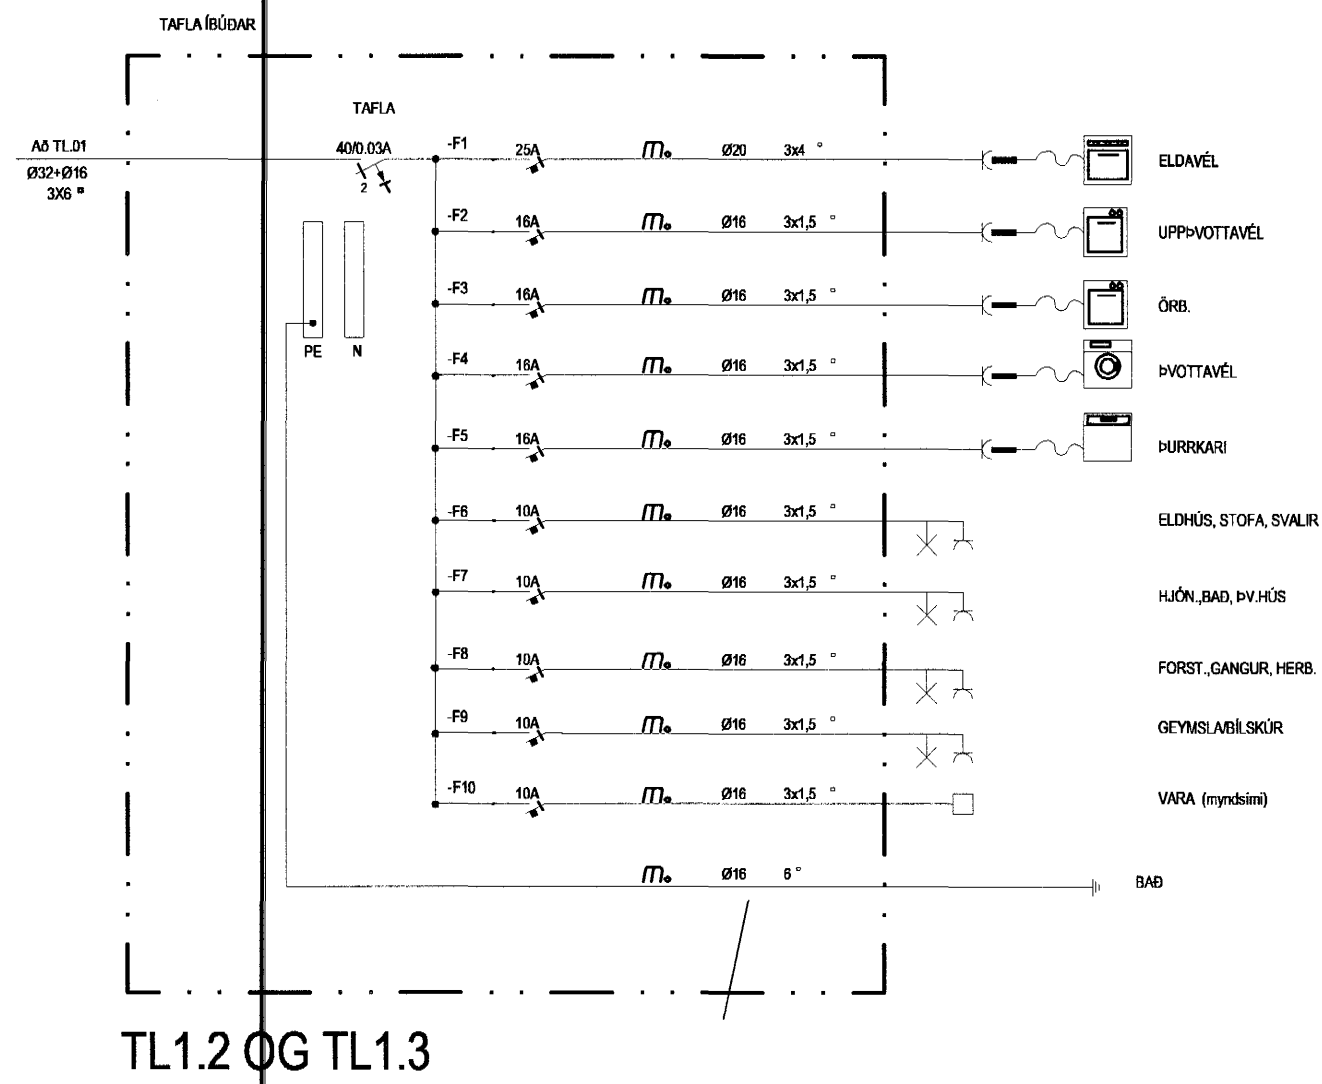 TAFLA ÍBÚÐAR
TAFLA
Að TL.01
Ø32+Ø16
3X6 ▫
40/0.03A
2
PE N
-F1 25A m. Ø20 3x4 ▫ ELDAVÉL
-F2 16A m. Ø16 3x1,5 ▫ UPPÞVOTTAVÉL
-F3 16A m. Ø16 3x1,5 ▫ ÖRB.
-F4 16A m. Ø16 3x1,5 ▫ ÞVOTTAVÉL
-F5 16A m. Ø16 3x1,5 ▫ ÞURRKARI
-F6 10A m. Ø16 3x1,5 ▫ ELDHÚS, STOFA, SVALIR
-F7 10A m. Ø16 3x1,5 ▫ HJÓN.,BAÐ, ÞV.HÚS
-F8 10A m. Ø16 3x1,5 ▫ FORST.,GANGUR, HERB.
-F9 10A m. Ø16 3x1,5 ▫ GEYMSLA/BÍLSKÚR
-F10 10A m. Ø16 3x1,5 ▫ VARA (myndsími)
m. Ø16 6 ▫ BAÐ
TL1.2 OG TL1.3